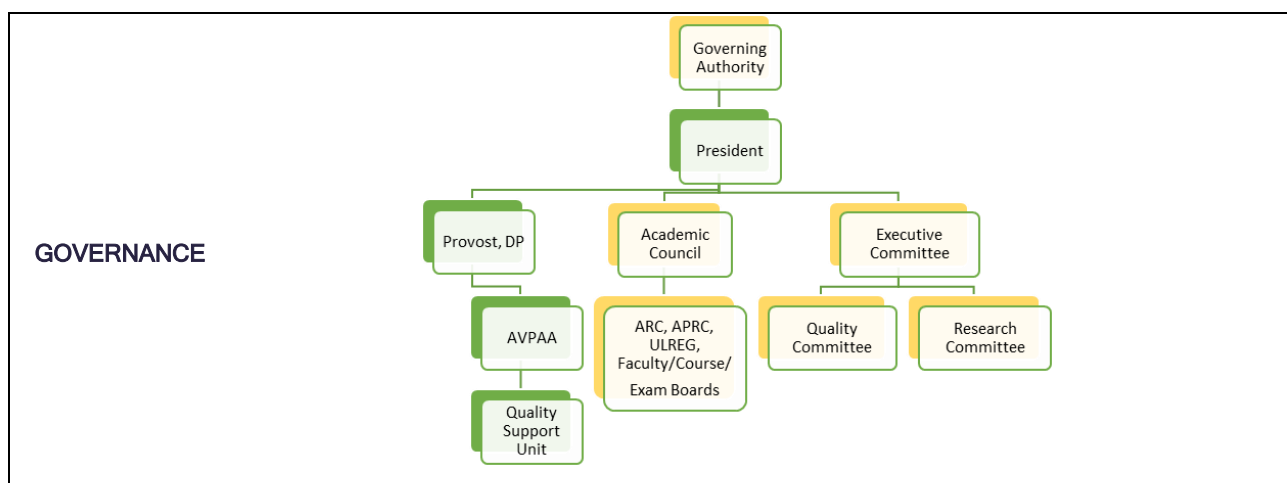 Governing
Authority
President
GOVERNANCE
Provost, DP
Academic
Council
Executive
Committee
AVPAA
ARC, APRC,
ULREG,
Faculty/Course/
Exam Boards
Quality
Committee
Research
Committee
Quality
Support
Unit